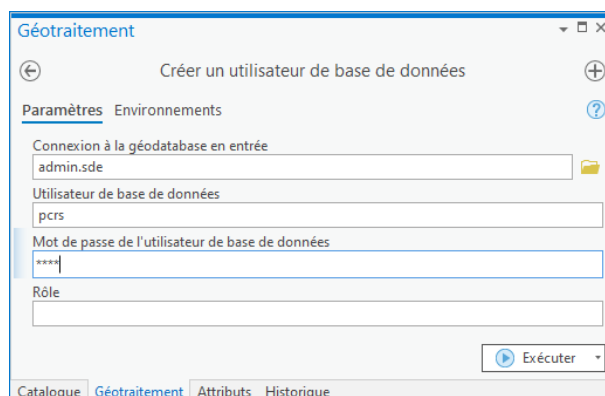 Géotraitement
Créer un utilisateur de base de données
Paramètres Environnements
Connexion à la géodatabase en entrée
admin.sde
Utilisateur de base de données
pcrs
Mot de passe de l'utilisateur de base de données
****
Rôle
Exécuter
Catalogue Géotraitement Attributs Historique